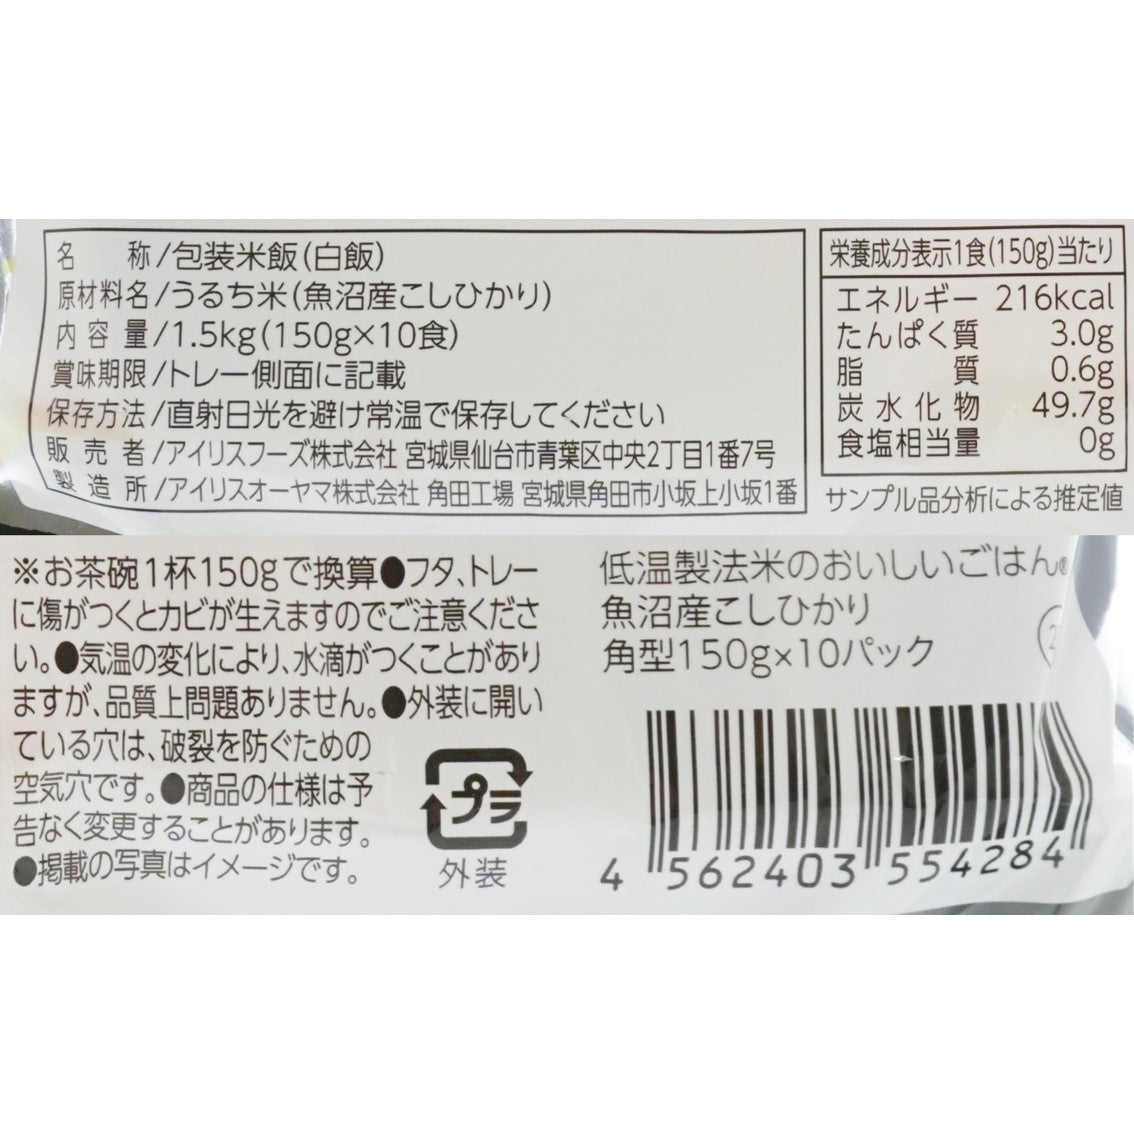 名称/包装米飯(白飯)
原材料名/うるち米(魚沼産こしひかり)
内容量/1.5kg(150g×10食)
賞味期限/トレー側面に記載
保存方法/直射日光を避け常温で保存してください
販売者/アイリスフーズ株式会社 宮城県仙台市青葉区中央2丁目1番7号
製造所/アイリスオーヤマ株式会社 角田工場 宮城県角田市小坂上小坂1番
栄養成分表示1食(150g)当たり
エネルギー 216kcal
たんぱく質 3.0g
脂質 0.6g
炭水化物 49.7g
食塩相当量 0g
サンプル品分析による推定値
※お茶碗1杯150gで換算●フタ、トレー
に傷がつくとカビが生えますのでご注意くださ
い。●気温の変化により、水滴がつくことがあり
ますが、品質上問題ありません。●外装に開い
ている穴は、破裂を防ぐための
空気穴です。●商品の仕様は予
告なく変更することがあります。
●掲載の写真はイメージです。
プラ
外装
低温製法米のおいしいごはん®
魚沼産こしひかり
角型150g×10パック
2
4 562403 554284